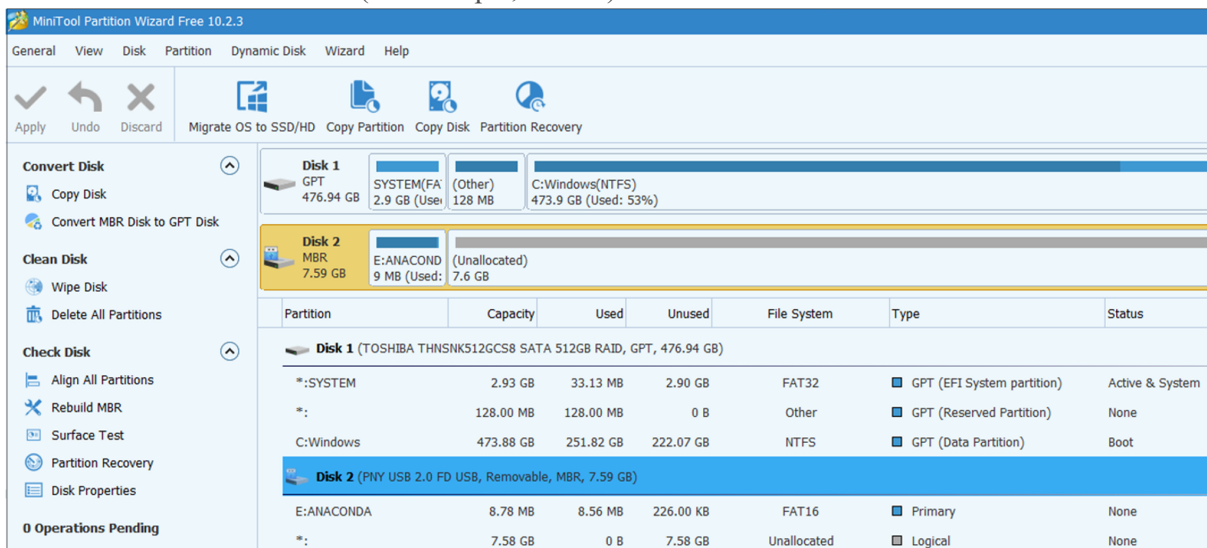 MiniTool Partition Wizard Free 10.2.3
General View Disk Partition Dynamic Disk Wizard Help
Apply Undo Discard Migrate OS to SSD/HD Copy Partition Copy Disk Partition Recovery
Convert Disk
Copy Disk
Convert MBR Disk to GPT Disk
Clean Disk
Wipe Disk
Delete All Partitions
Check Disk
Align All Partitions
Rebuild MBR
Surface Test
Partition Recovery
Disk Properties
0 Operations Pending
Disk 1
GPT
476.94 GB
SYSTEM(FA
2.9 GB (Use
(Other)
128 MB
C:Windows(NTFS)
473.9 GB (Used: 53%)
Disk 2
MBR
7.59 GB
E:ANACOND
9 MB (Used:
(Unallocated)
7.6 GB
Partition Capacity Used Unused File System Type Status
Disk 1 (TOSHIBA THNSNK512GCS8 SATA 512GB RAID, GPT, 476.94 GB)
*:SYSTEM 2.93 GB 33.13 MB 2.90 GB FAT32 GPT (EFI System partition) Active & System
*: 128.00 MB 128.00 MB 0 B Other GPT (Reserved Partition) None
C:Windows 473.88 GB 251.82 GB 222.07 GB NTFS GPT (Data Partition) Boot
Disk 2 (PNY USB 2.0 FD USB, Removable, MBR, 7.59 GB)
E:ANACONDA 8.78 MB 8.56 MB 226.00 KB FAT16 Primary None
*: 7.58 GB 0 B 7.58 GB Unallocated Logical None